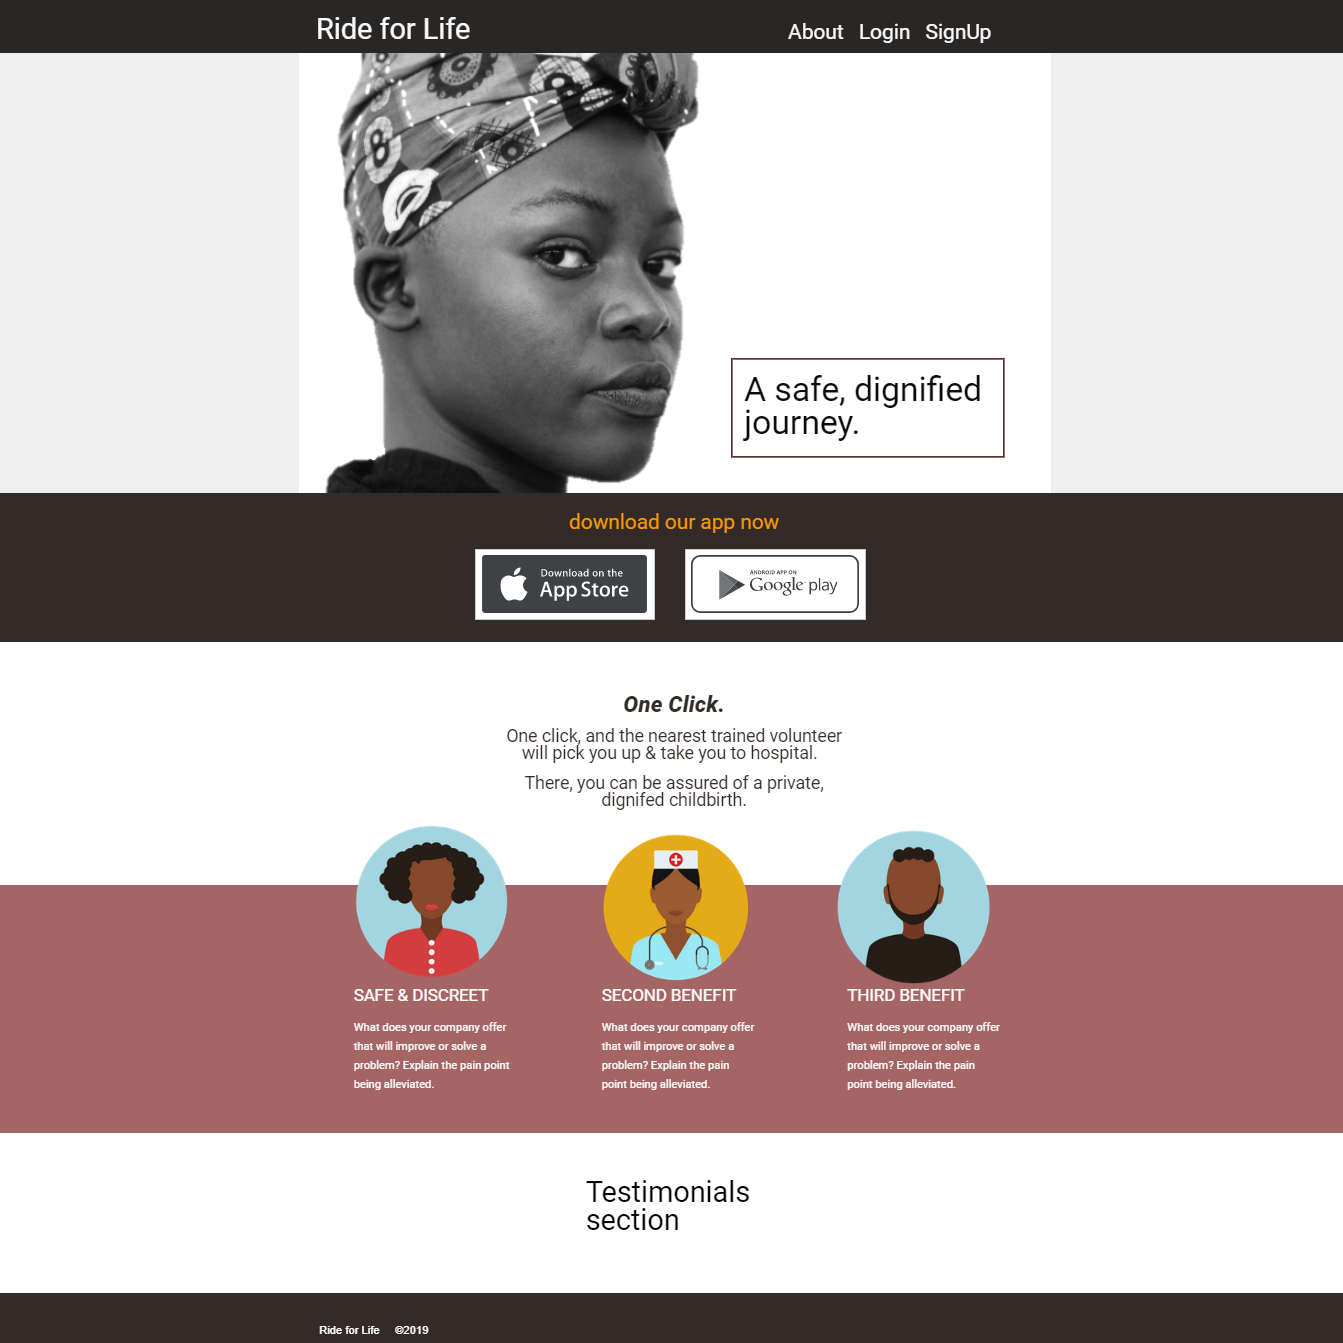 Ride for Life
About Login SignUp
A safe, dignified
journey.
download our app now
Download on the
App Store
ANDROID APP ON
Google play
One Click.
One click, and the nearest trained volunteer
will pick you up & take you to hospital.
There, you can be assured of a private,
dignifed childbirth.
SAFE & DISCREET
What does your company offer
that will improve or solve a
problem? Explain the pain point
being alleviated.
SECOND BENEFIT
What does your company offer
that will improve or solve a
problem? Explain the pain
point being alleviated.
THIRD BENEFIT
What does your company offer
that will improve or solve a
problem? Explain the pain
point being alleviated.
Testimonials
section
Ride for Life ©2019